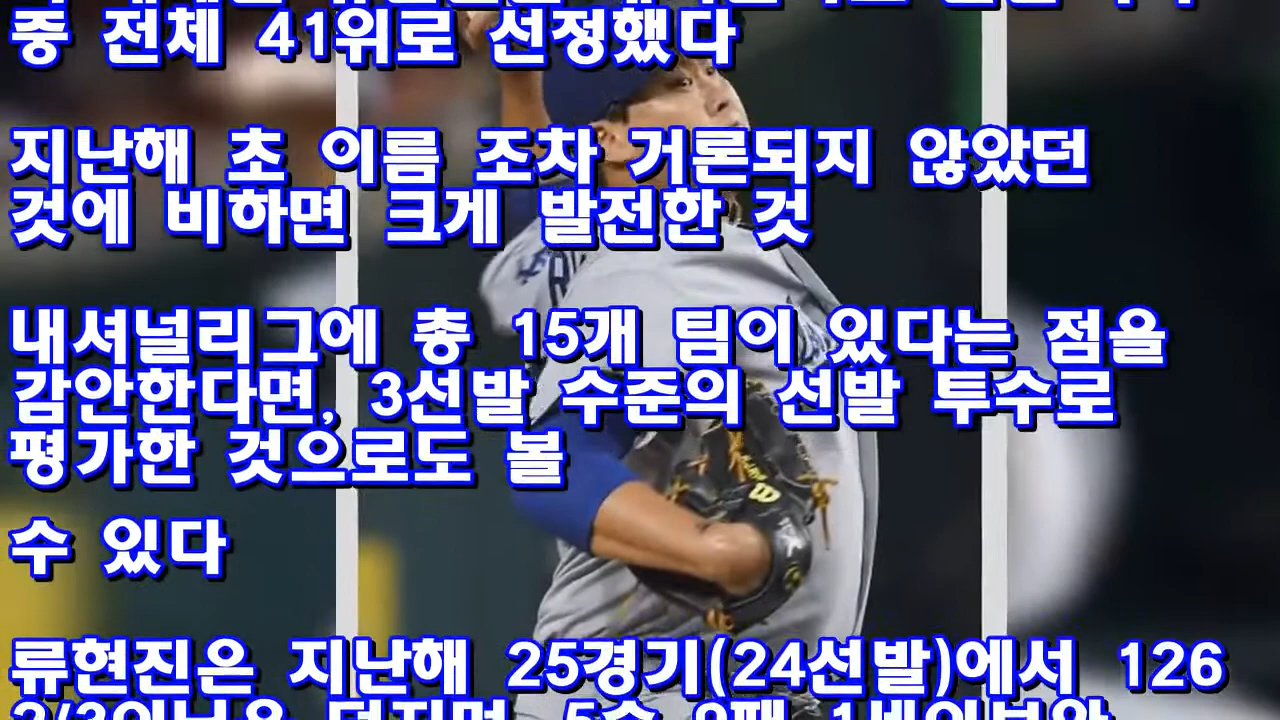 중 전체 41위로 선정했다
지난해 초 이름 조차 거론되지 않았던
것에 비하면 크게 발전한 것
내셔널리그에 총 15개 팀이 있다는 점을
감안한다면, 3선발 수준의 선발 투수로
평가한 것으로도 볼
수 있다
류현진은 지난해 25경기(24선발)에서 126